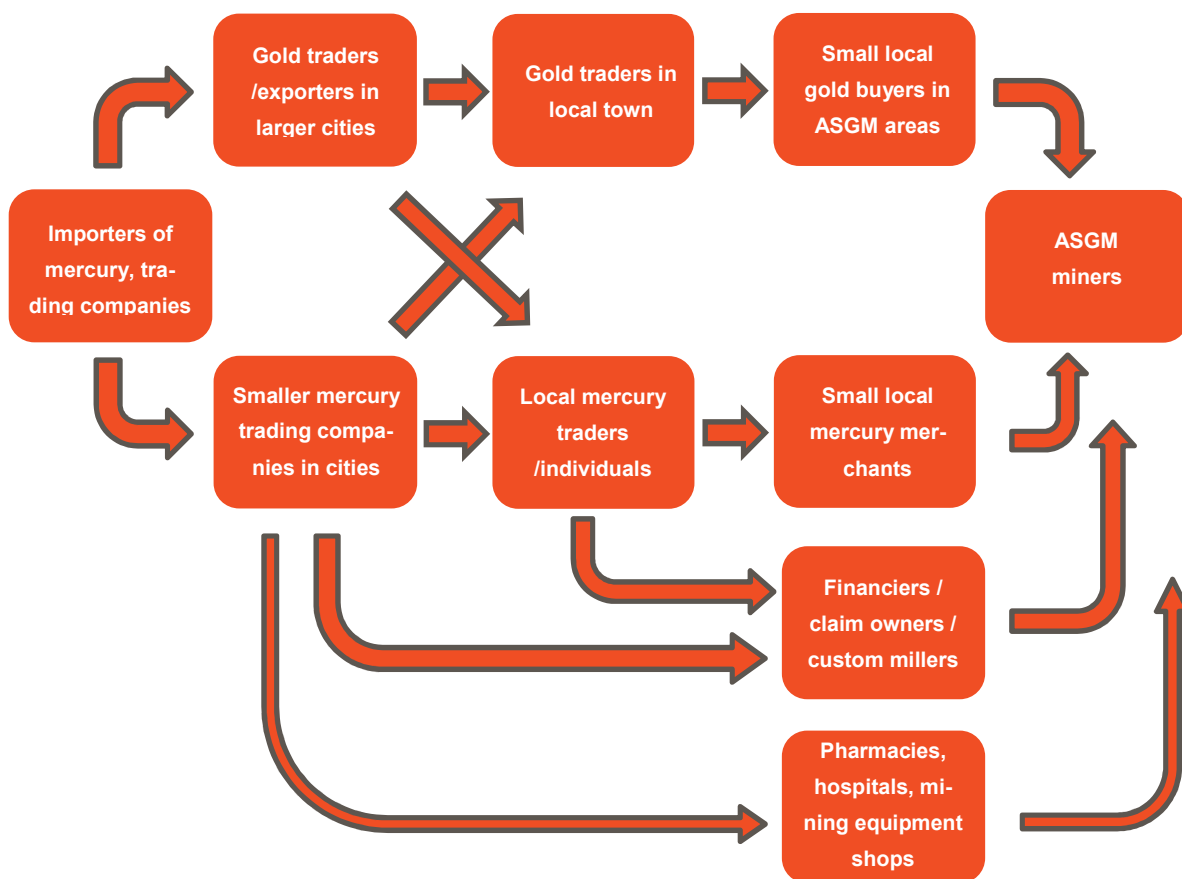 Gold traders
/exporters in
larger cities
Gold traders in
local town
Small local
gold buyers in
ASGM areas
Importers of
mercury, tra-
ding companies
ASGM
miners
Smaller mercury
trading compa-
nies in cities
Local mercury
traders
/individuals
Small local
mercury mer-
chants
Financiers /
claim owners /
custom millers
Pharmacies,
hospitals, mi-
ning equipment
shops